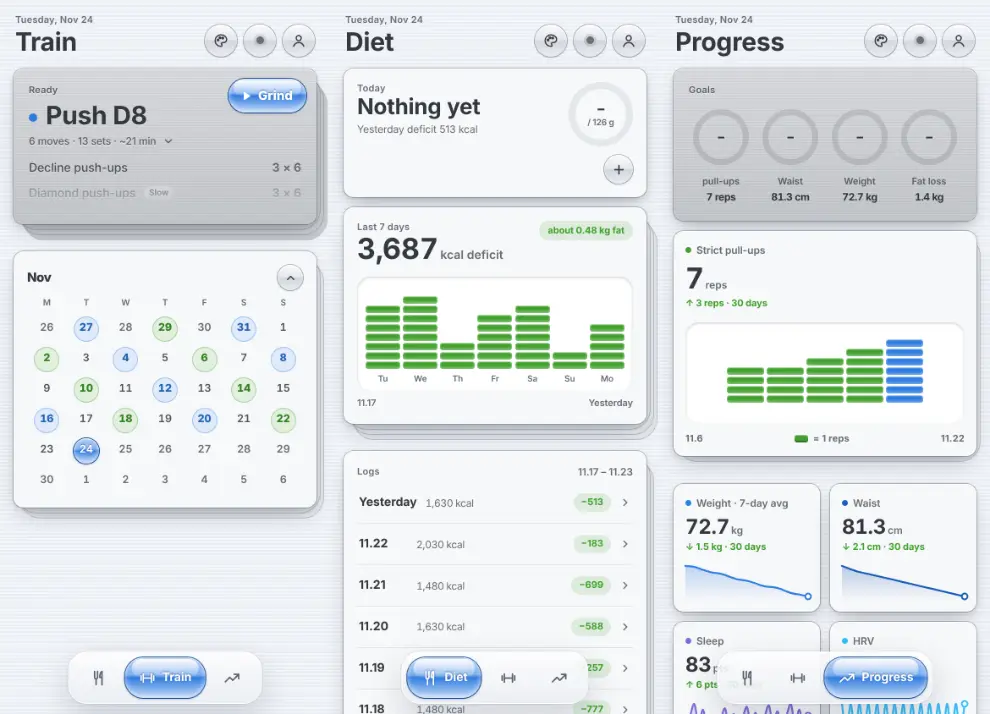 Tuesday, Nov 24
Train
Ready
Push D8
Grind
6 moves · 13 sets · ~21 min
Decline push-ups 3 × 6
Diamond push-ups Slow 3 × 6
Nov
M T W T F S S
26 27 28 29 30 31 1
2 3 4 5 6 7 8
9 10 11 12 13 14 15
16 17 18 19 20 21 22
23 24 25 26 27 28 29
30 1 2 3 4 5 6
Train
Tuesday, Nov 24
Diet
Today
Nothing yet
Yesterday deficit 513 kcal
-
/ 126 g
Last 7 days
3,687 kcal deficit
about 0.48 kg fat
Tu We Th Fr Sa Su Mo
11.17 Yesterday
Logs 11.17 – 11.23
Yesterday 1,630 kcal −513
11.22 2,030 kcal −183
11.21 1,480 kcal −699
11.20 1,630 kcal −588
11.19 257
11.18 1,480 kcal −777
Diet
Tuesday, Nov 24
Progress
Goals
- - - -
pull-ups Waist Weight Fat loss
7 reps 81.3 cm 72.7 kg 1.4 kg
Strict pull-ups
7 reps
↑ 3 reps · 30 days
11.6 = 1 reps 11.22
Weight · 7-day avg
72.7 kg
↓ 1.5 kg · 30 days
Waist
81.3 cm
↓ 2.1 cm · 30 days
Sleep
83
↑ 6 pts
HRV
Progress